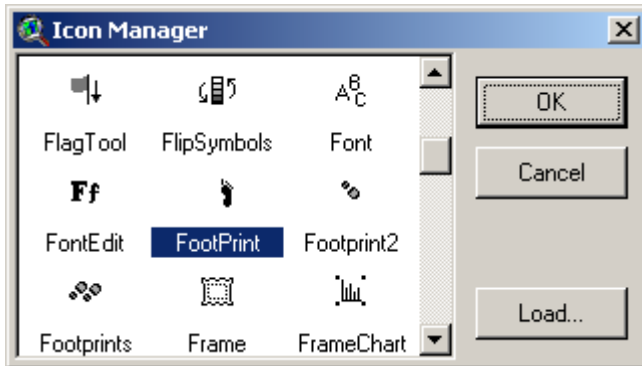 Icon Manager
FlagTool FlipSymbols Font
FontEdit FootPrint Footprint2
Footprints Frame FrameChart
OK
Cancel
Load...